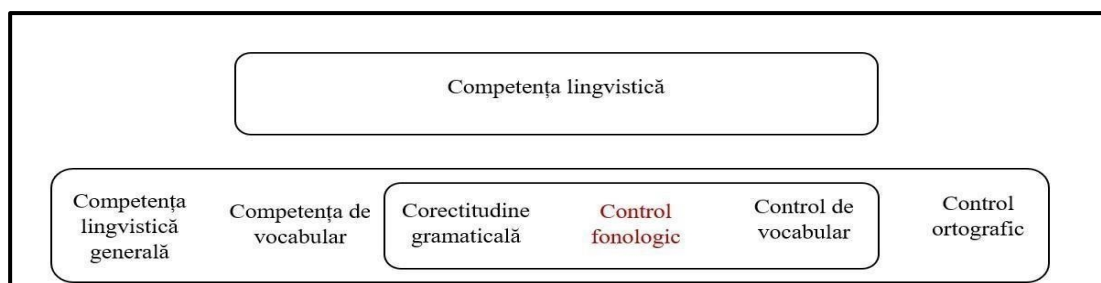 Competența lingvistică
Competența
lingvistică
generală
Competența de
vocabular
Corectitudine
gramaticală
Control
fonologic
Control de
vocabular
Control
ortografic